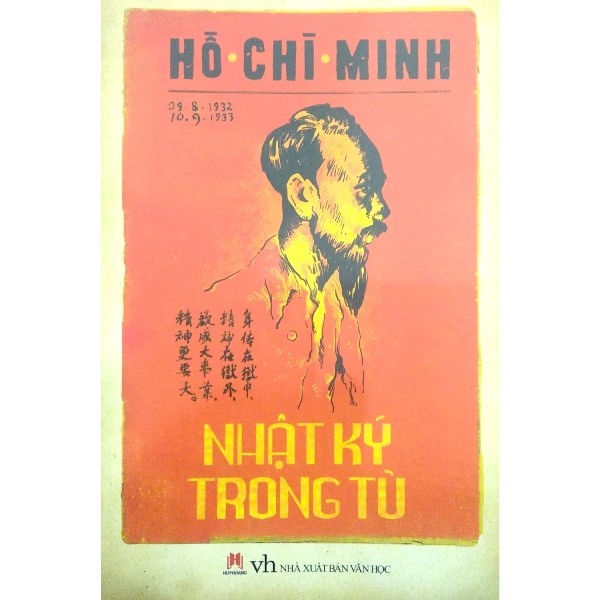 HỒ·CHÍ·MINH
29.8.1932
10.9.1933
身体在獄中,
精神在獄外,
欲成大事業,
精神更要大。
NHẬT KÝ
TRONG TÙ
HUYHOANG
vh NHÀ XUẤT BẢN VĂN HỌC